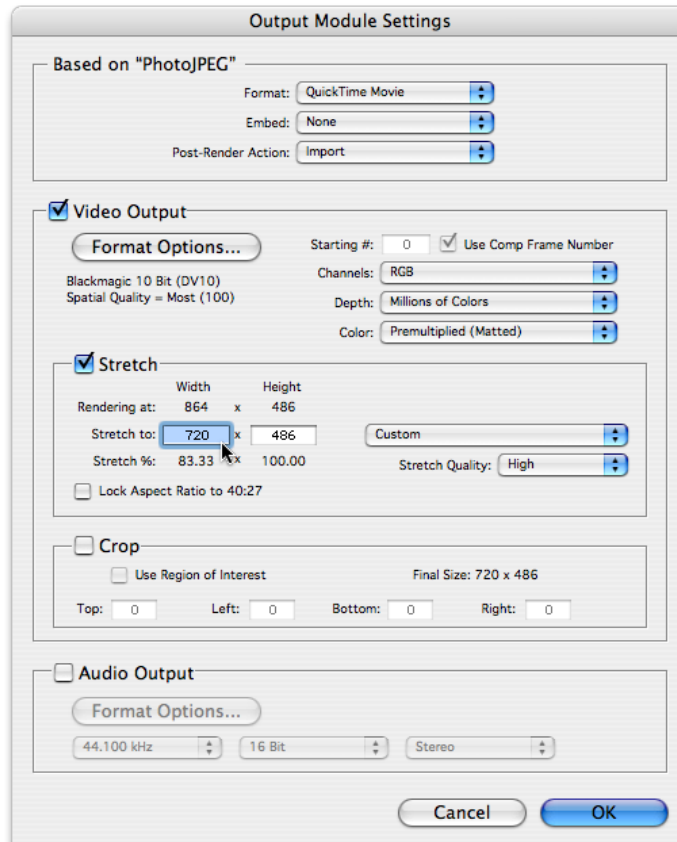 Output Module Settings
Based on “PhotoJPEG”
Format: QuickTime Movie
Embed: None
Post-Render Action: Import
Video Output
Format Options...
Starting #: 0 Use Comp Frame Number
Blackmagic 10 Bit (DV10)
Spatial Quality = Most (100)
Channels: RGB
Depth: Millions of Colors
Color: Premultiplied (Matted)
Stretch
Width Height
Rendering at: 864 x 486
Stretch to: 720 x 486 Custom
Stretch %: 83.33 x 100.00 Stretch Quality: High
Lock Aspect Ratio to 40:27
Crop
Use Region of Interest Final Size: 720 x 486
Top: 0 Left: 0 Bottom: 0 Right: 0
Audio Output
Format Options...
44.100 kHz 16 Bit Stereo
Cancel OK